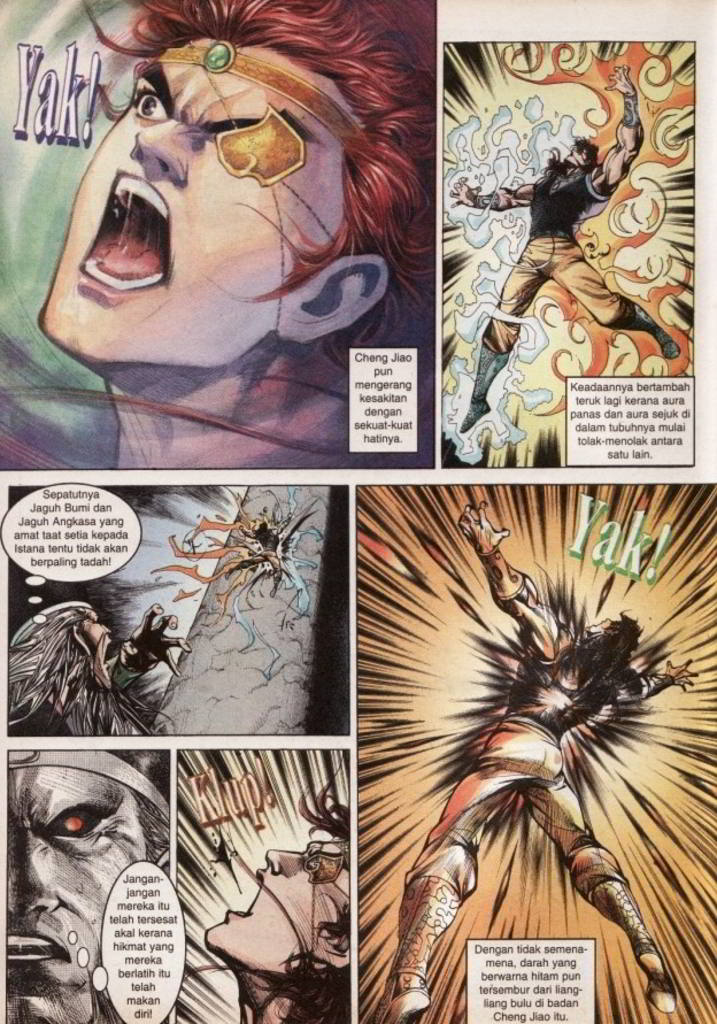 Yak!
Cheng Jiao
pun
mengerang
kesakitan
dengan
sekuat-kuat
hatinya.
Keadaannya bertambah
teruk lagi kerana aura
panas dan aura sejuk di
dalam tubuhnya mulai
tolak-menolak antara
satu lain.
Sepatutnya
Jaguh Bumi dan
Jaguh Angkasa yang
amat taat setia kepada
Istana tentu tidak akan
berpaling tadah!
Yak!
Jangan-
jangan mereka
itu telah tersesat
akal kerana
hikmat yang
mereka
berlatih itu
telah
makan
diri!
Klup!
Dengan tidak semena-
mena, darah yang
berwarna hitam pun
tersembur dari liang-
liang bulu di badan
Cheng Jiao itu.